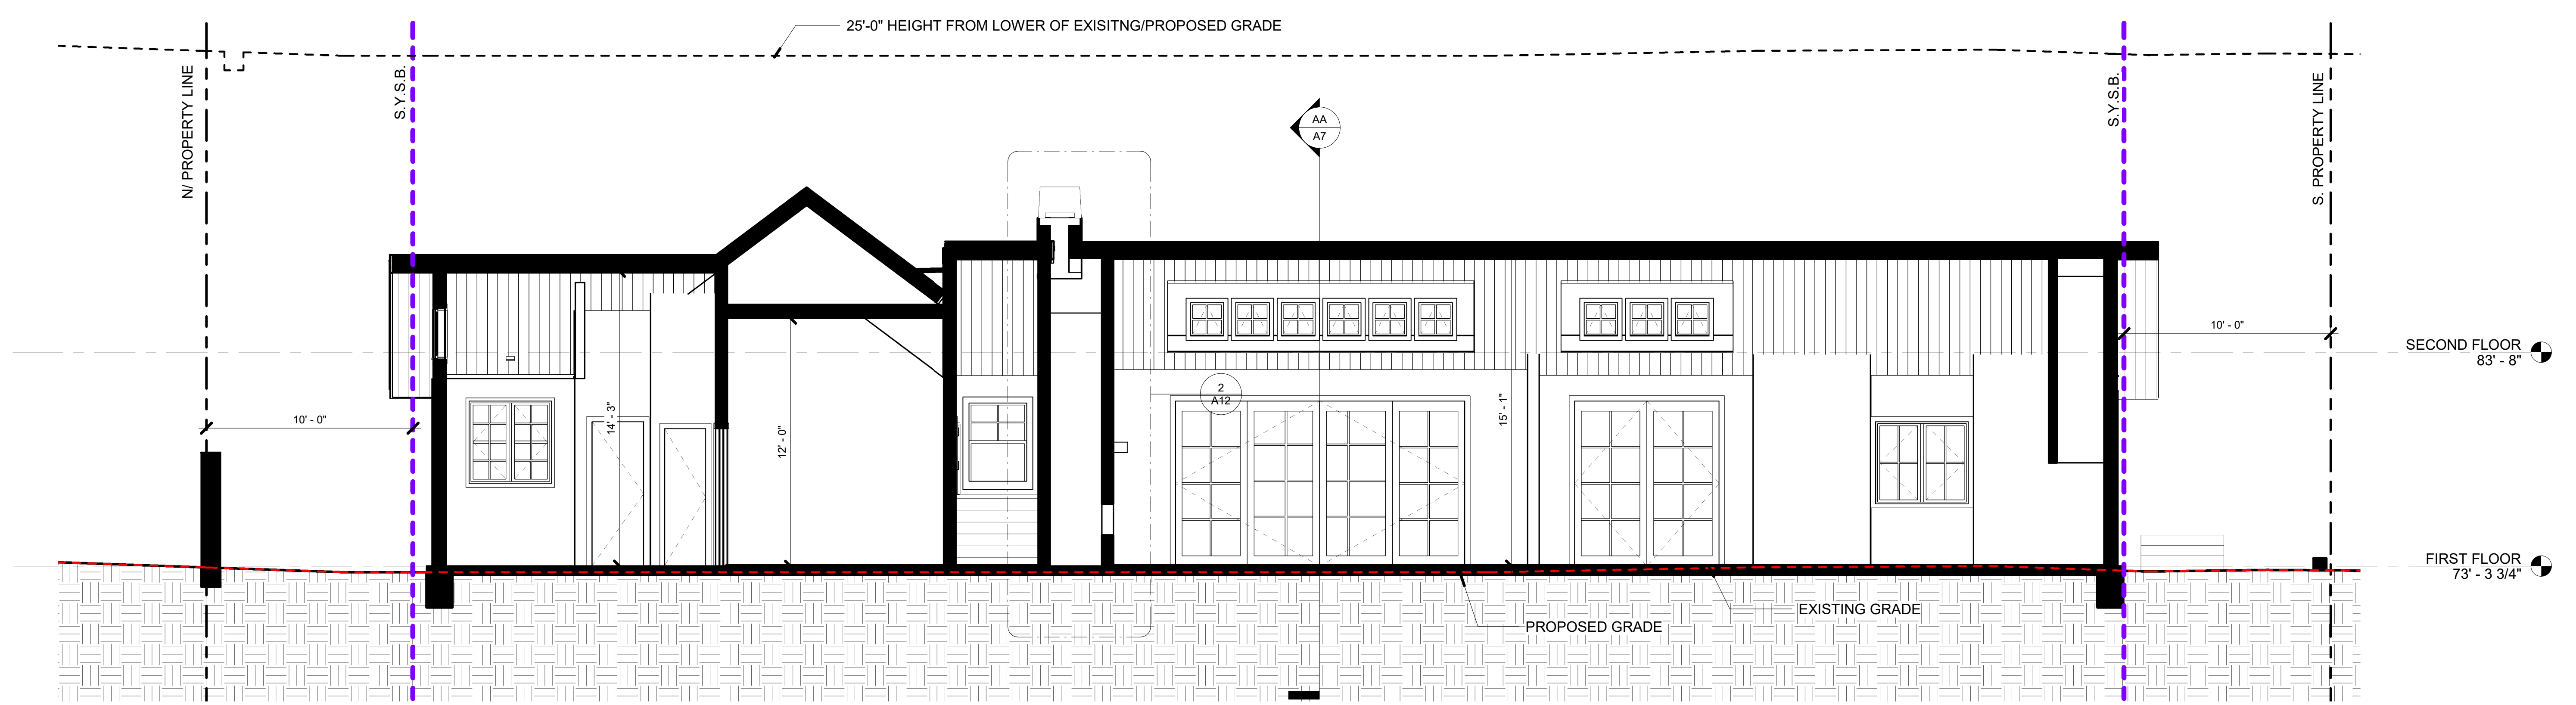 25'-0" HEIGHT FROM LOWER OF EXISITNG/PROPOSED GRADE
N/ PROPERTY LINE
S.Y.S.B.
S.Y.S.B.
S. PROPERTY LINE
AA
A7
10' - 0"
SECOND FLOOR
83' - 8"
2
A12
10' - 0"
14' - 3"
12' - 0"
15' - 1"
FIRST FLOOR
73' - 3 3/4"
EXISTING GRADE
PROPOSED GRADE